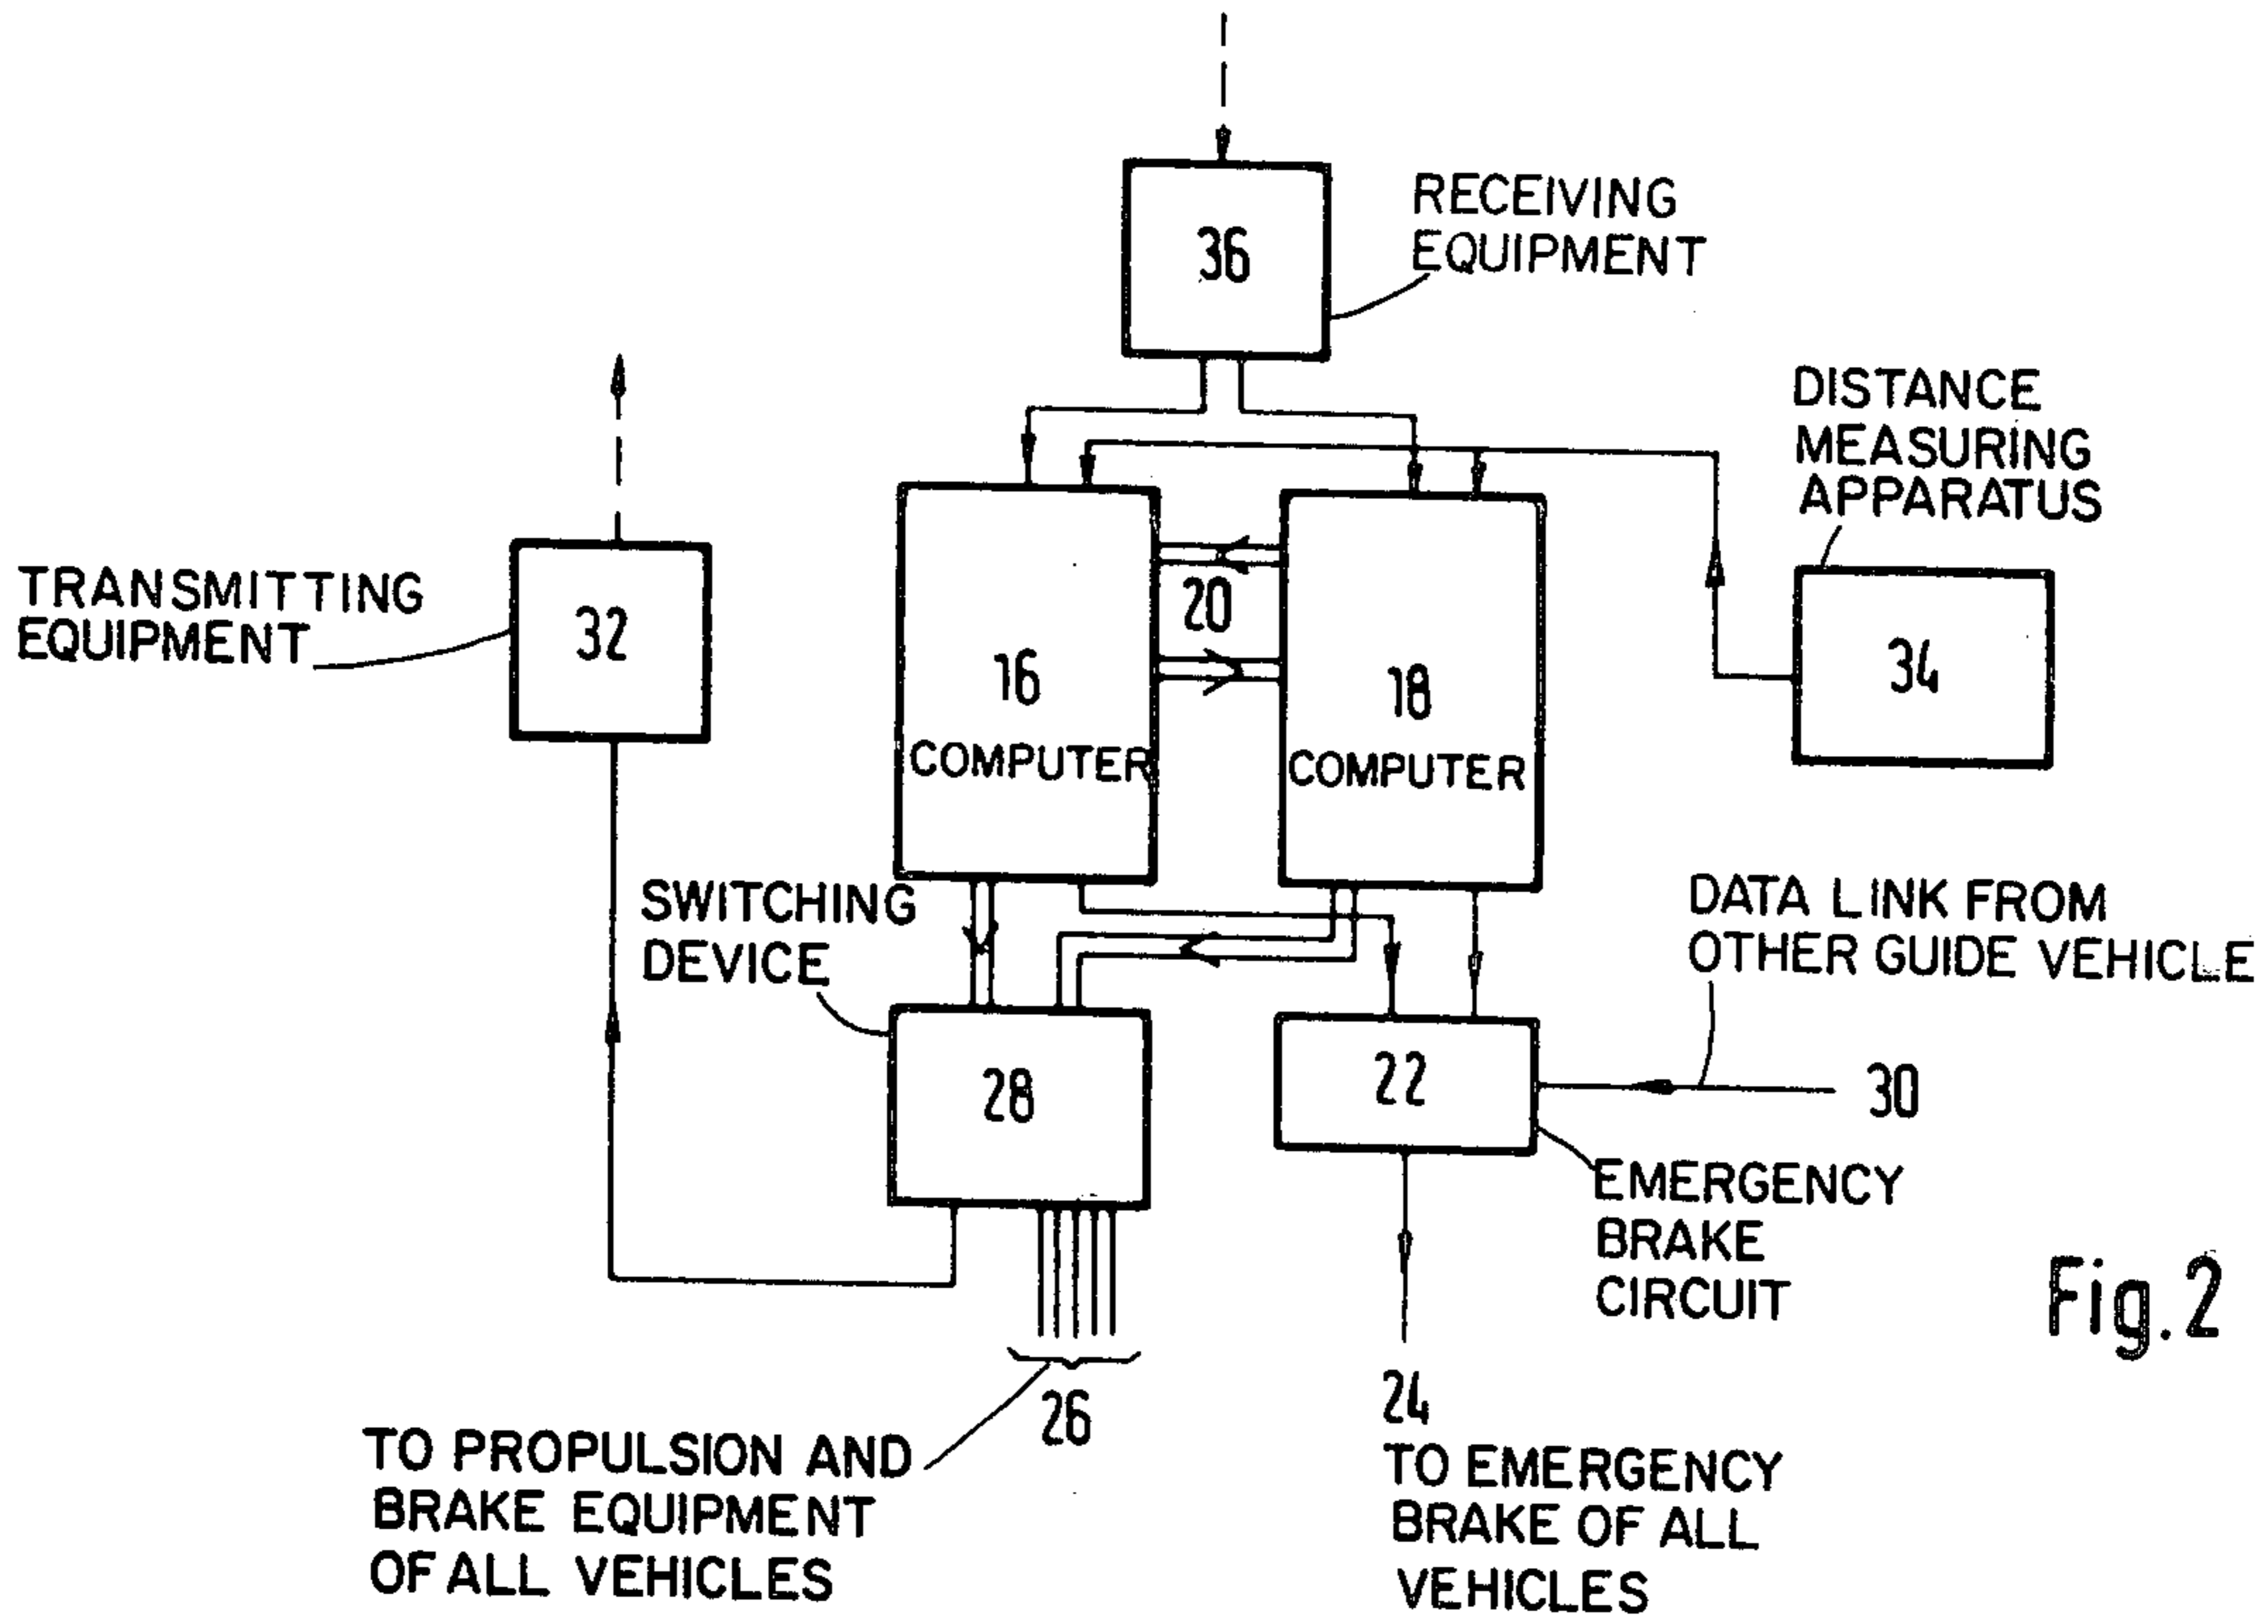 36
RECEIVING
EQUIPMENT
DISTANCE
MEASURING
APPARATUS
TRANSMITTING
EQUIPMENT
32
20
16
COMPUTER
18
COMPUTER
34
SWITCHING
DEVICE
DATA LINK FROM
OTHER GUIDE VEHICLE
28
22
30
EMERGENCY
BRAKE
CIRCUIT
Fig.2
26
24
TO PROPULSION AND
BRAKE EQUIPMENT
OF ALL VEHICLES
TO EMERGENCY
BRAKE OF ALL
VEHICLES